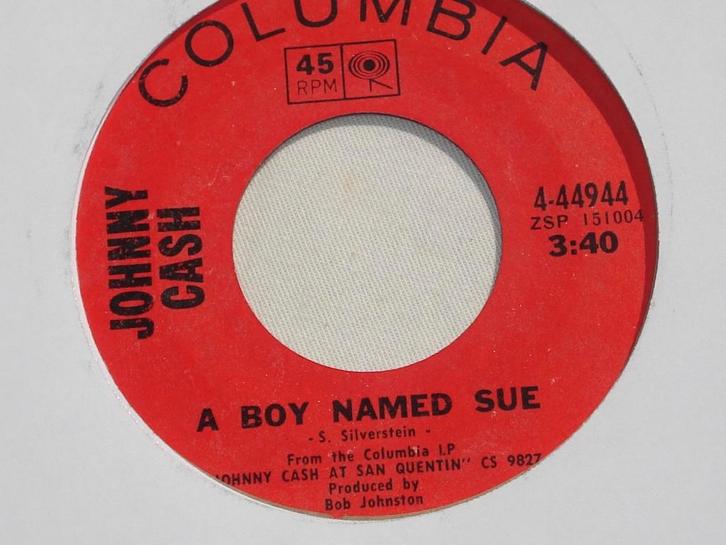 COLUMBIA
45
RPM
JOHNNY
CASH
4-44944
ZSP 151004
3:40
A BOY NAMED SUE
- S. Silverstein -
From the Columbia LP
"JOHNNY CASH AT SAN QUENTIN" CS 9827
Produced by
Bob Johnston